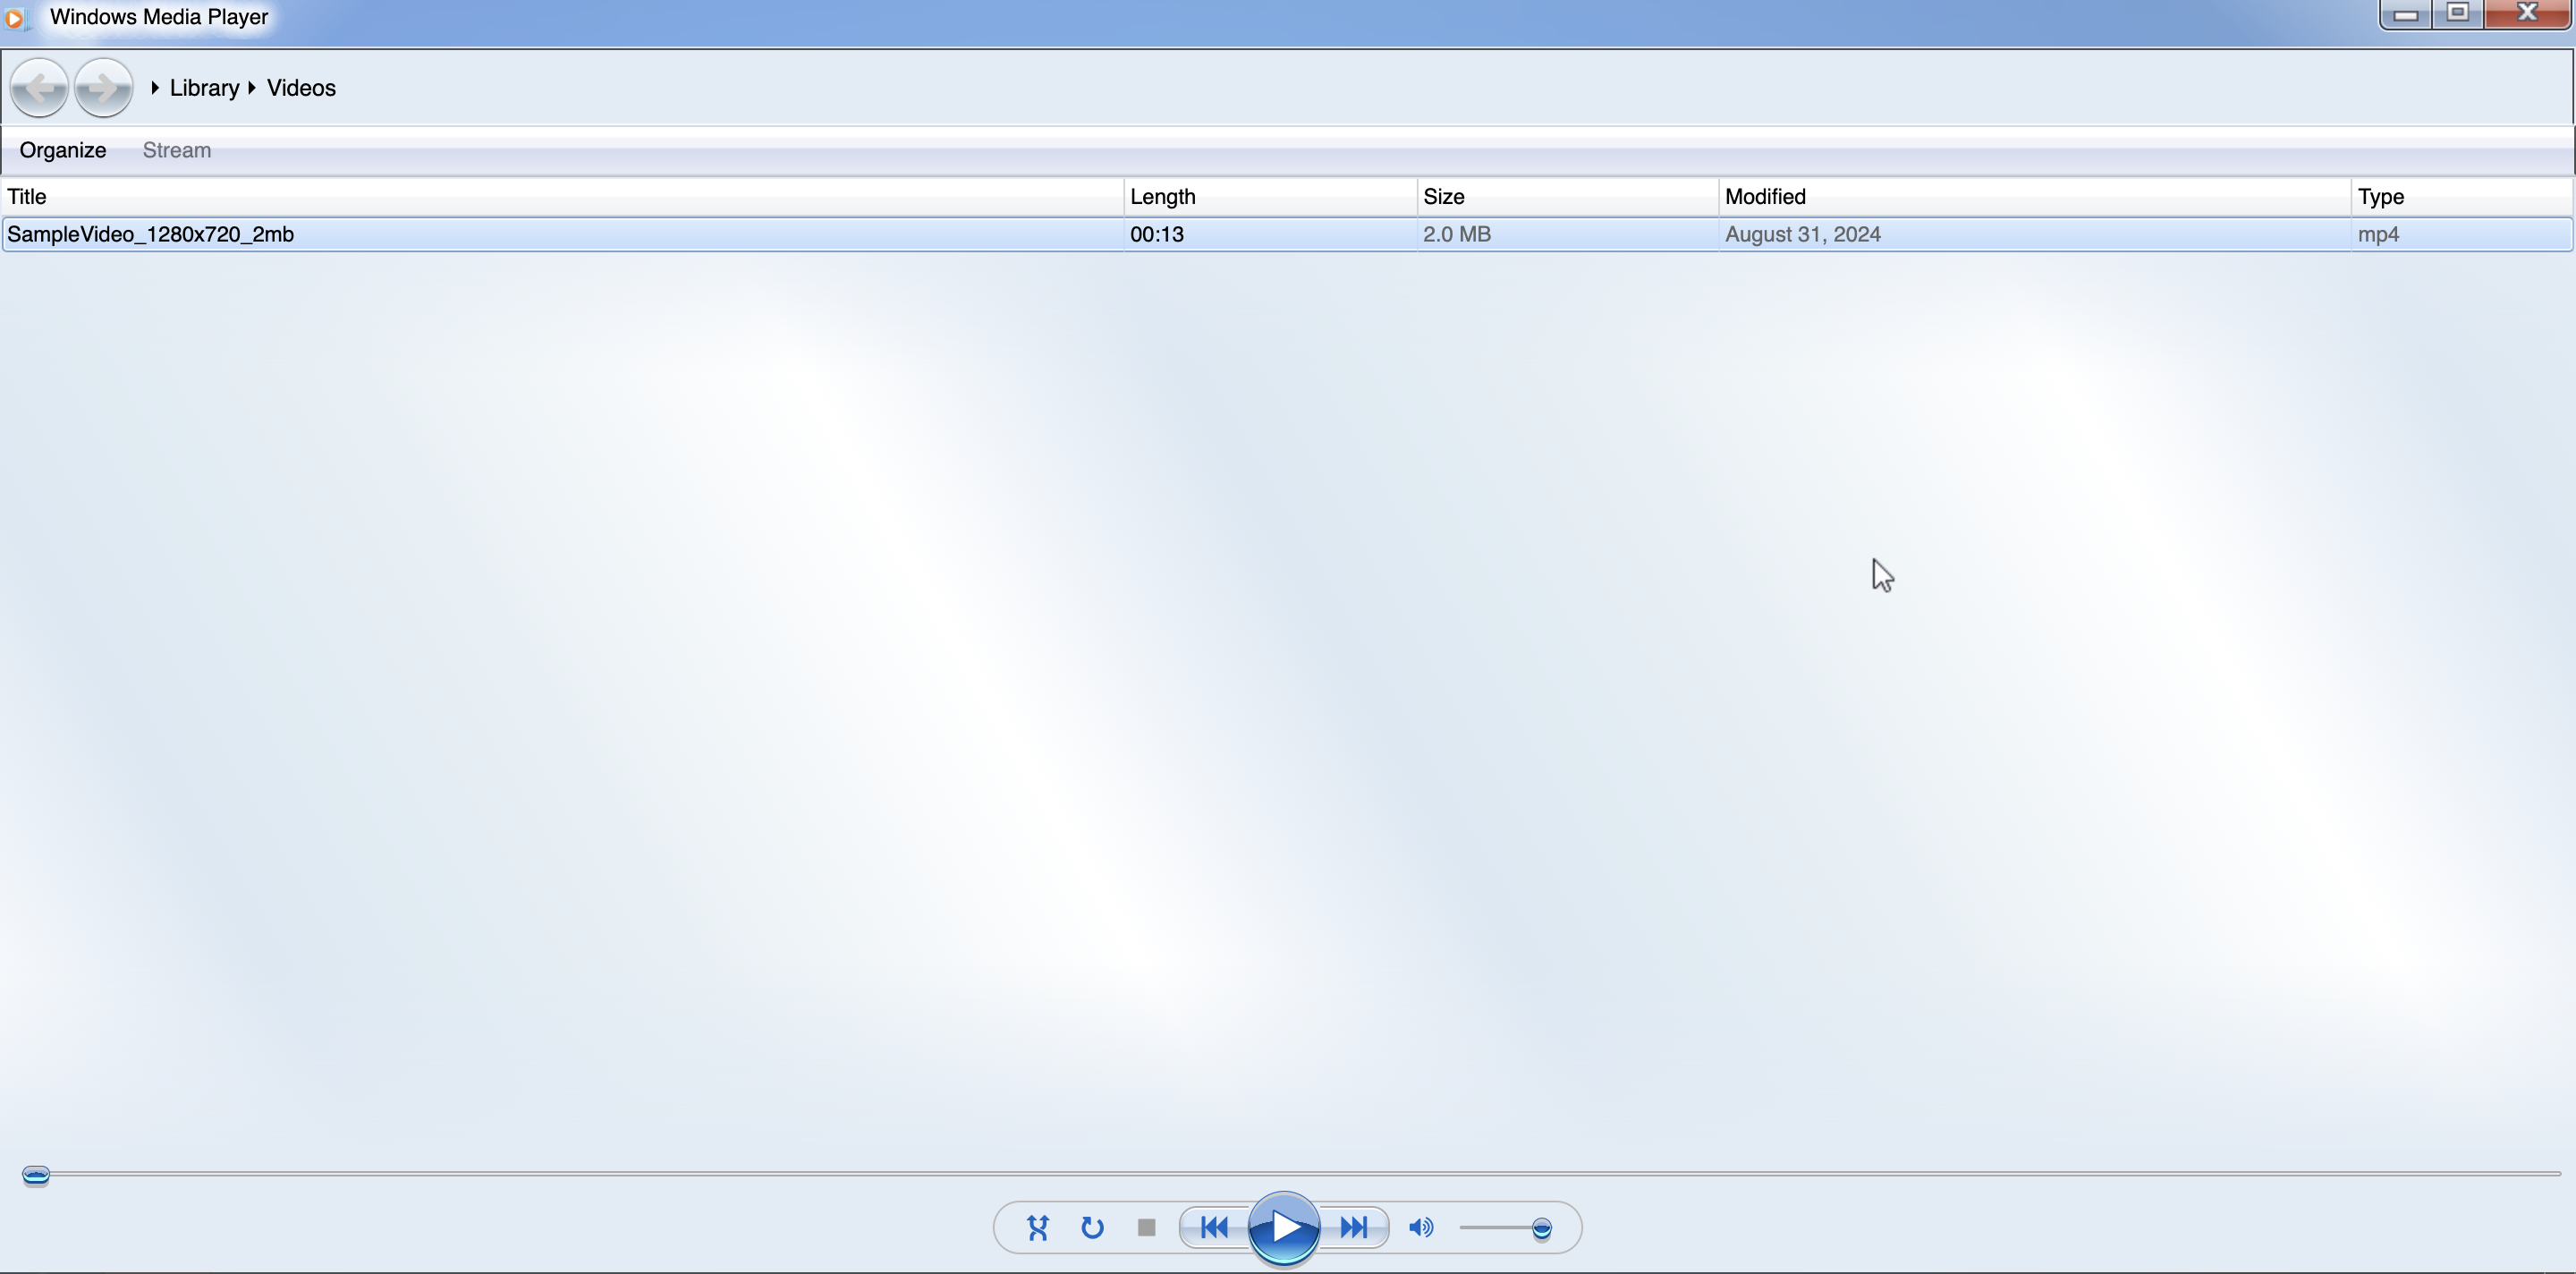 Windows Media Player
Library Videos
Organize Stream
Title Length Size Modified Type
SampleVideo_1280x720_2mb 00:13 2.0 MB August 31, 2024 mp4